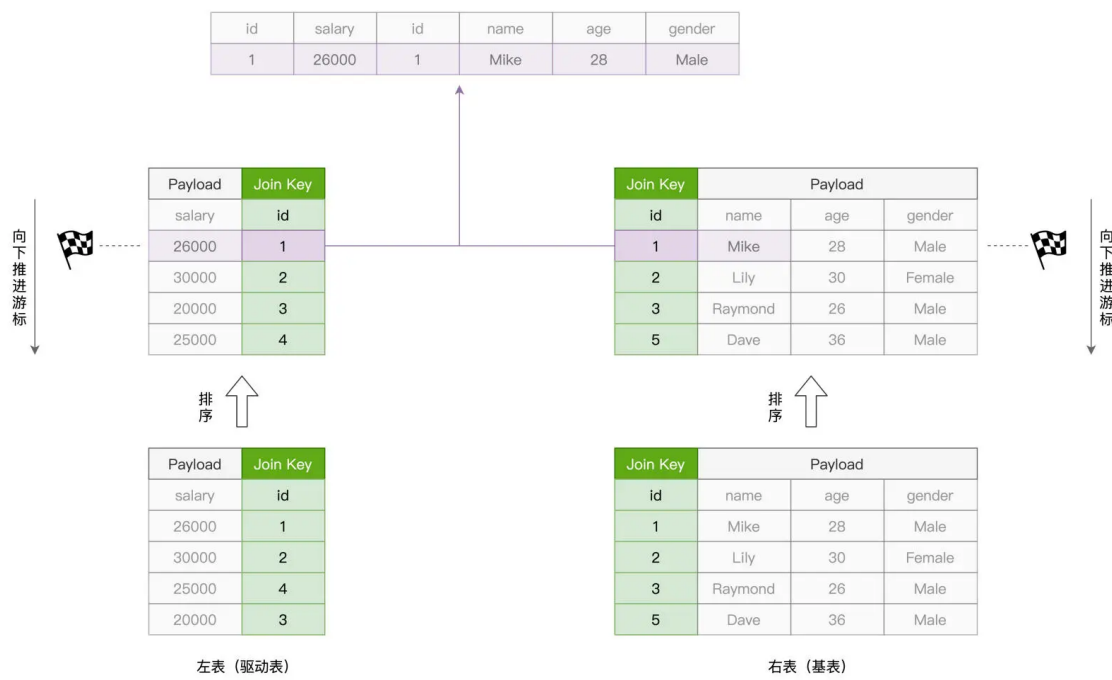 id salary id name age gender
1 26000 1 Mike 28 Male
Payload Join Key
salary id
26000 1
30000 2
20000 3
25000 4
Join Key Payload
id name age gender
1 Mike 28 Male
2 Lily 30 Female
3 Raymond 26 Male
5 Dave 36 Male
向下推进游标
向下推进游标
排序
排序
Payload Join Key
salary id
26000 1
30000 2
25000 4
20000 3
左表（驱动表）
Join Key Payload
id name age gender
1 Mike 28 Male
2 Lily 30 Female
3 Raymond 26 Male
5 Dave 36 Male
右表（基表）